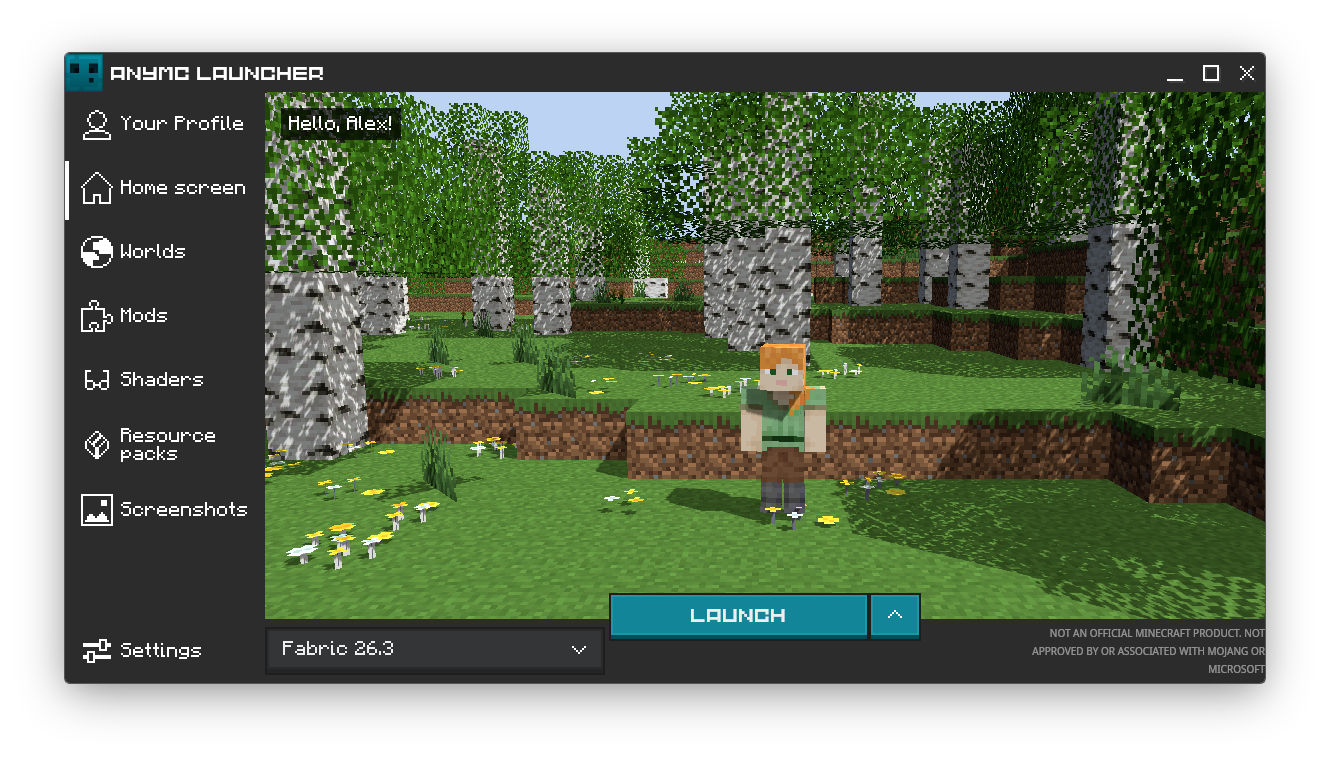 ANYMC LAUNCHER
Your Profile
Home screen
Worlds
Mods
Shaders
Resource
packs
Screenshots
Settings
Hello, Alex!
LAUNCH
Fabric 26.3
NOT AN OFFICIAL MINECRAFT PRODUCT. NOT
APPROVED BY OR ASSOCIATED WITH MOJANG OR
MICROSOFT